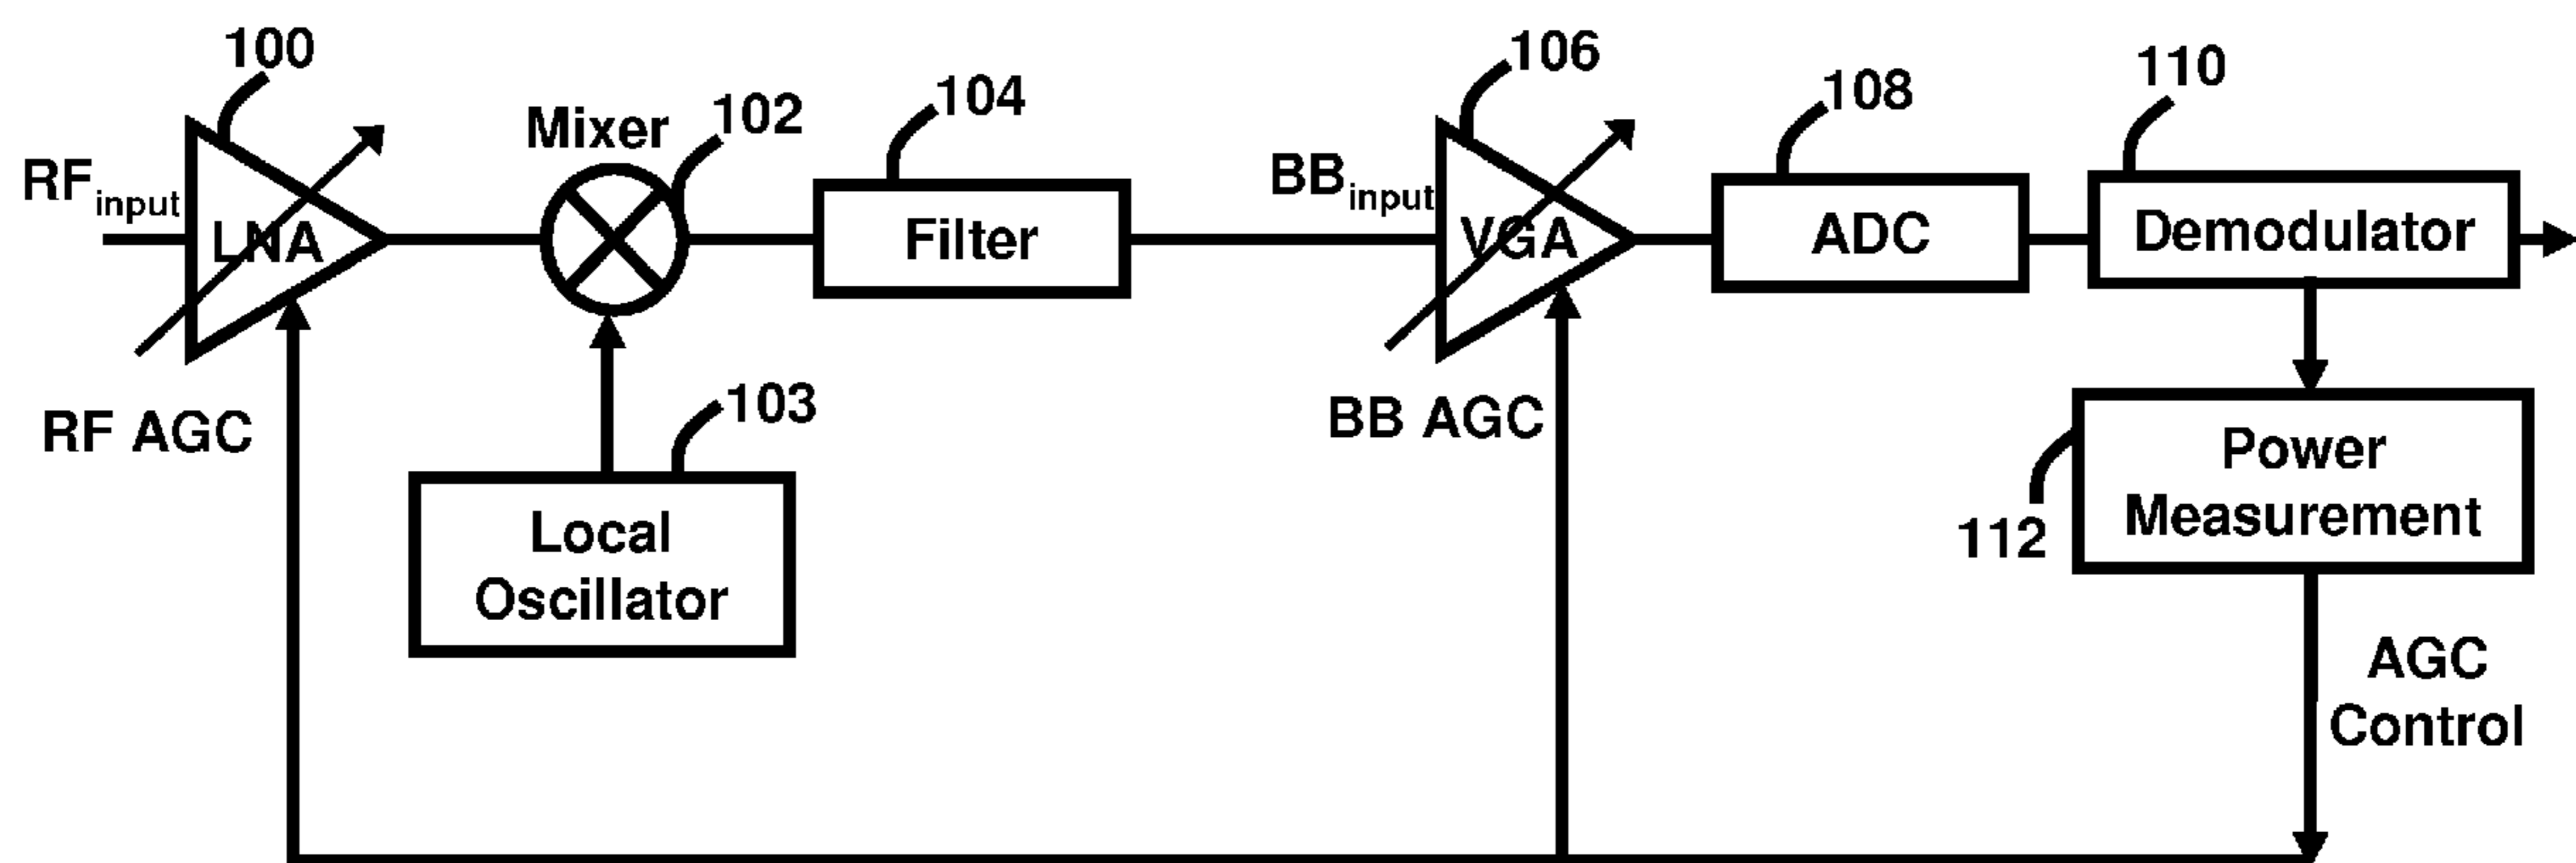 100
106
110
104
108
Mixer
102
RFinput
BBinput
LNA
Filter
VGA
ADC
Demodulator
RF AGC
103
BB AGC
Power
Measurement
Local
Oscillator
112
AGC
Control